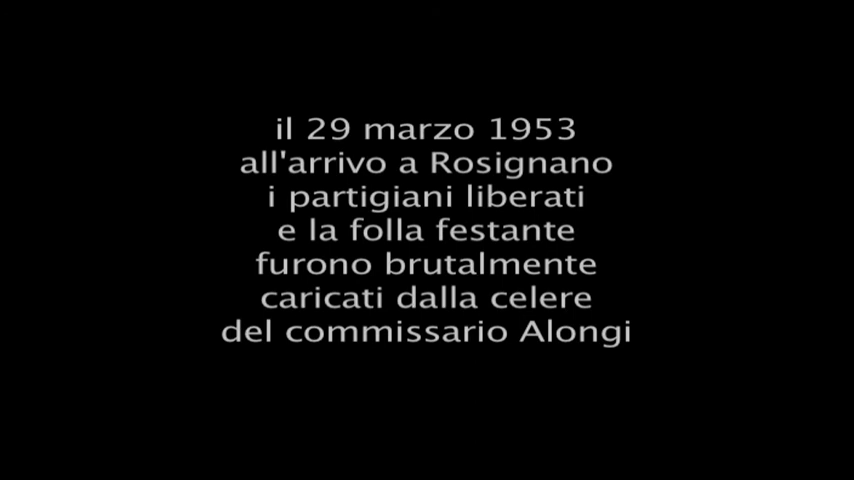 il 29 marzo 1953
all'arrivo a Rosignano
i partigiani liberati
e la folla festante
furono brutalmente
caricati dalla celere
del commissario Alongi